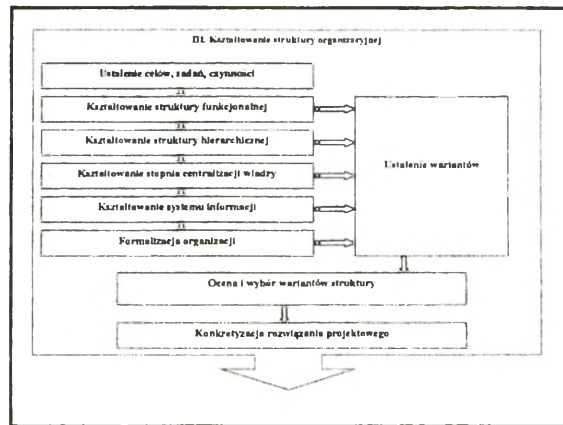 III. Kształtowanie struktury organizacyjnej
Ustalenie celów, zadań, czynności
Kształtowanie struktury funkcjonalnej
Kształtowanie struktury hierarchicznej
Kształtowanie stopnia centralizacji władzy
Kształtowanie systemu informacji
Formalizacja organizacji
Ustalenie wariantów
Ocena i wybór wariantów struktury
Konkretyzacja rozwiązania projektowego